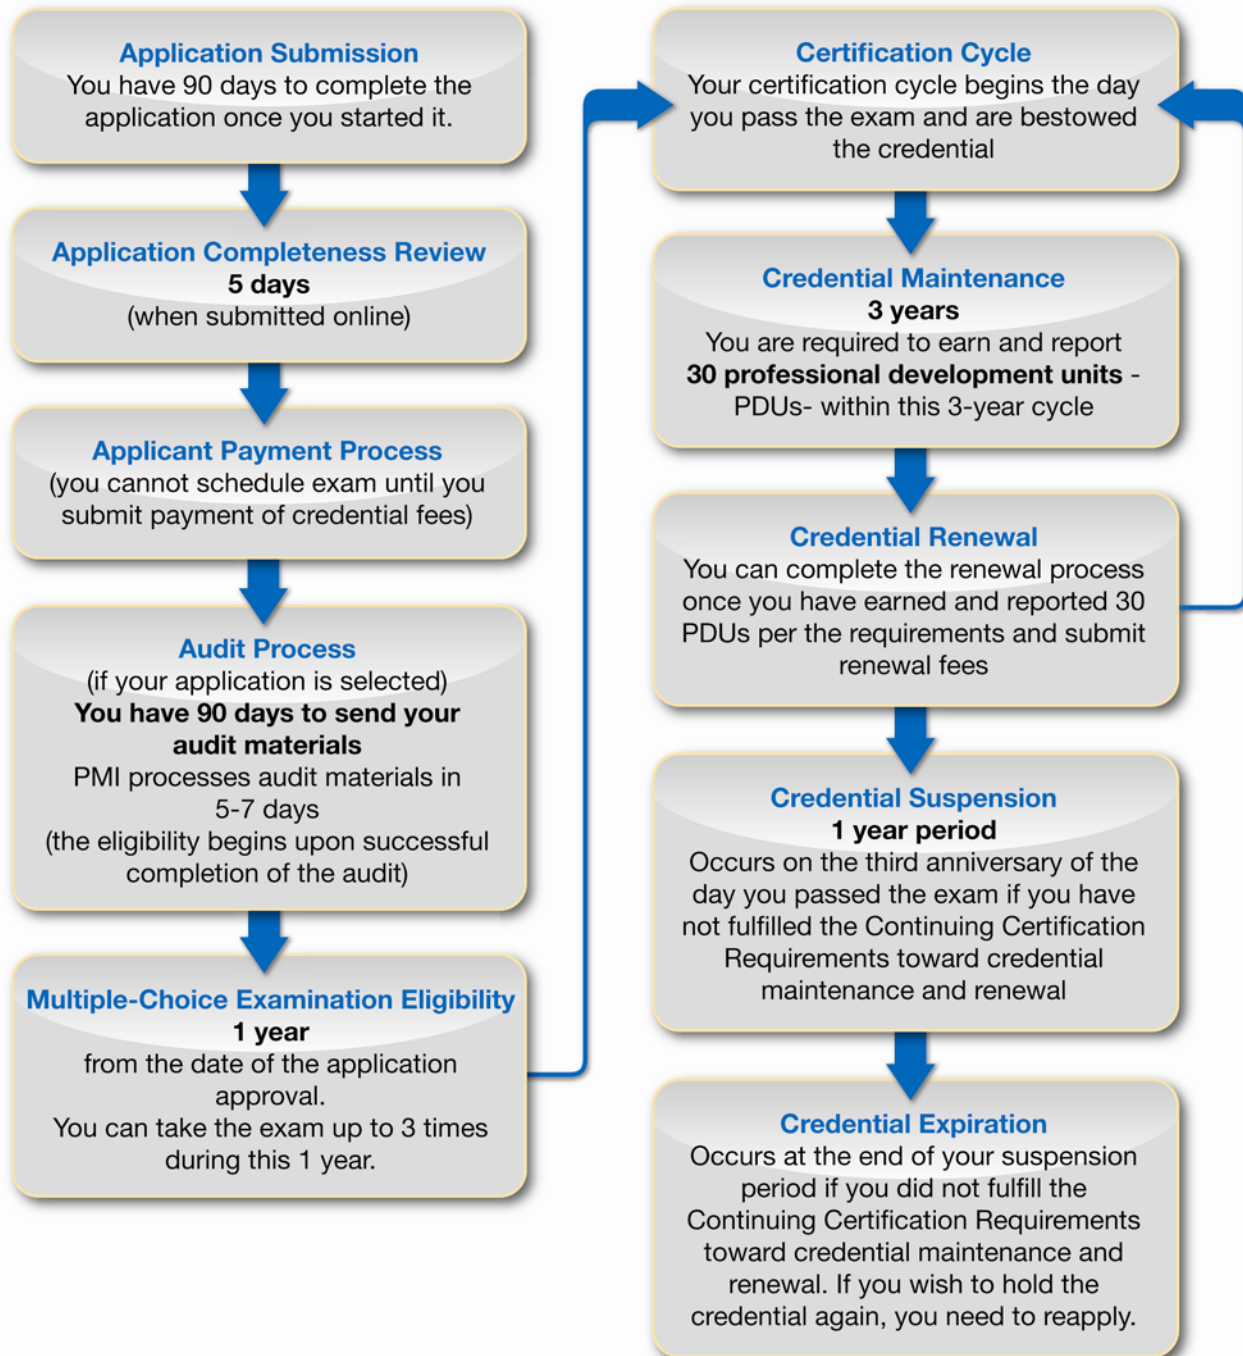 Application Submission
You have 90 days to complete the
application once you started it.
Application Completeness Review
5 days
(when submitted online)
Applicant Payment Process
(you cannot schedule exam until you
submit payment of credential fees)
Audit Process
(if your application is selected)
You have 90 days to send your
audit materials
PMI processes audit materials in
5-7 days
(the eligibility begins upon successful
completion of the audit)
Multiple-Choice Examination Eligibility
1 year
from the date of the application
approval.
You can take the exam up to 3 times
during this 1 year.
Certification Cycle
Your certification cycle begins the day
you pass the exam and are bestowed
the credential
Credential Maintenance
3 years
You are required to earn and report
30 professional development units -
PDUs- within this 3-year cycle
Credential Renewal
You can complete the renewal process
once you have earned and reported 30
PDUs per the requirements and submit
renewal fees
Credential Suspension
1 year period
Occurs on the third anniversary of the
day you passed the exam if you have
not fulfilled the Continuing Certification
Requirements toward credential
maintenance and renewal
Credential Expiration
Occurs at the end of your suspension
period if you did not fulfill the
Continuing Certification Requirements
toward credential maintenance and
renewal. If you wish to hold the
credential again, you need to reapply.